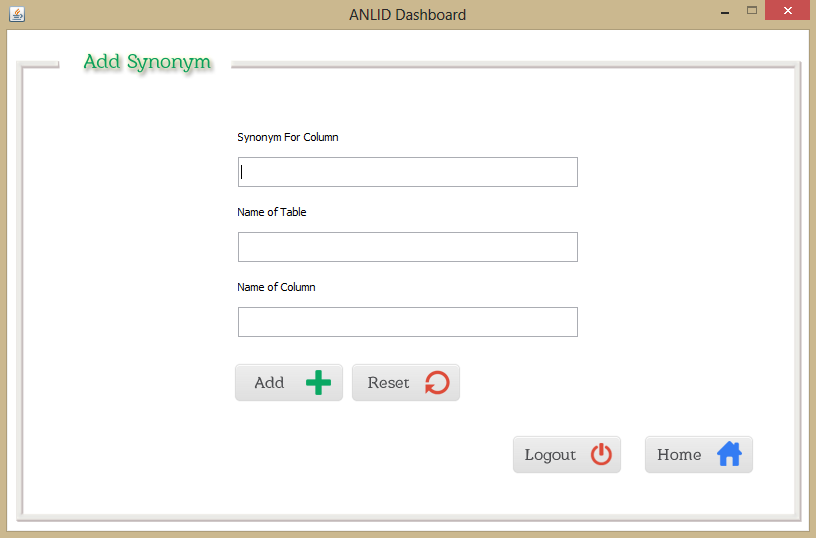 ANLID Dashboard
Add Synonym
Synonym For Column
Name of Table
Name of Column
Add Reset
Logout Home